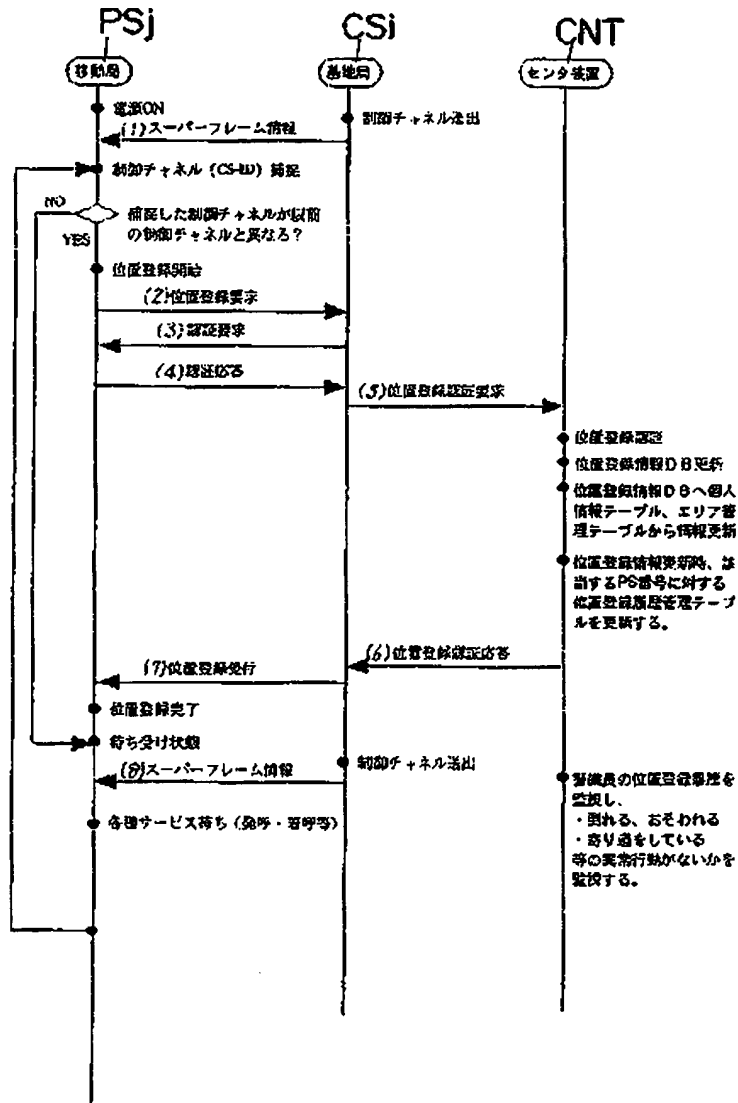 PSj
CSi
CNT
移動局
基地局
センタ装置
電源ON
制御チャネル送出
(1)スーパーフレーム情報
制御チャネル(CS-ID)捕捉
NO
補捉した制御チャネルが以前
の制御チャネルと異なる?
YES
位置登録開始
(2)位置登録要求
(3)認証要求
(4)認証応答
(5)位置登録認証要求
位置登録認証
位置登録情報DB更新
位置登録情報DBへ個人
情報テーブル、エリア管
理テーブルから情報更新
位置登録情報更新時、該
当するPS番号に対する
位置登録履歴管理テーブ
ルを更新する。
(6)位置登録認証応答
(7)位置登録受付
位置登録完了
待ち受け状態
制御チャネル送出
(8)スーパーフレーム情報
各種サービス待ち(発呼・着呼等)
警備員の位置登録履歴を
監視し、
・倒れる、おそわれる
・寄り道をしている
等の異常行動がないかを
監視する。